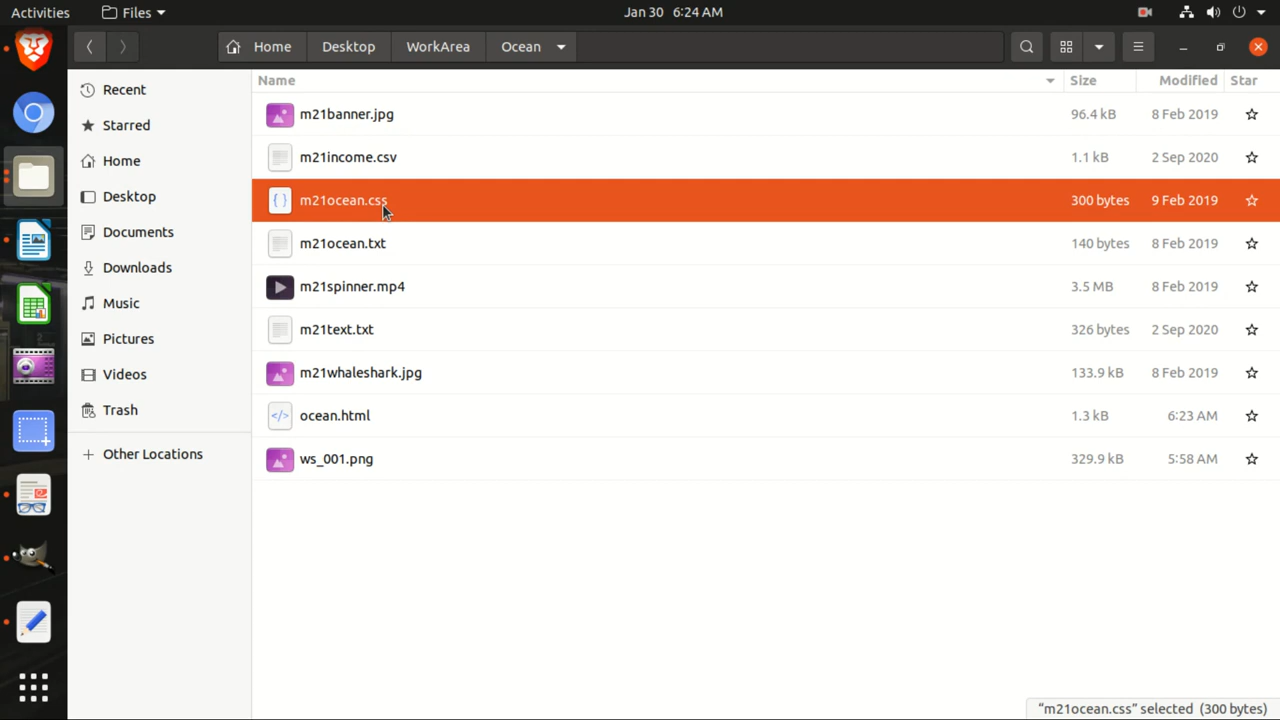 Activities Files Jan 30 6:24 AM
Home Desktop WorkArea Ocean
Recent
Starred
Home
Desktop
Documents
Downloads
Music
Pictures
Videos
Trash
Other Locations
Name Size Modified Star
m21banner.jpg 96.4 kB 8 Feb 2019
m21income.csv 1.1 kB 2 Sep 2020
m21ocean.css 300 bytes 9 Feb 2019
m21ocean.txt 140 bytes 8 Feb 2019
m21spinner.mp4 3.5 MB 8 Feb 2019
m21text.txt 326 bytes 2 Sep 2020
m21whaleshark.jpg 133.9 kB 8 Feb 2019
ocean.html 1.3 kB 6:23 AM
ws_001.png 329.9 kB 5:58 AM
“m21ocean.css” selected (300 bytes)